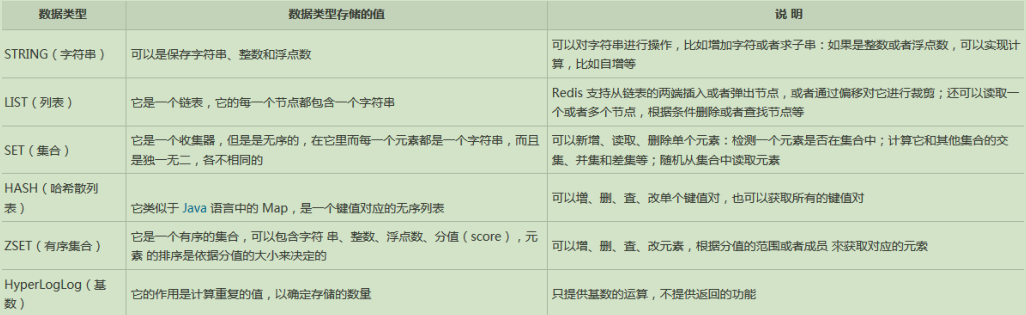 数据类型 数据类型存储的值 说 明
STRING（字符串） 可以是保存字符串、整数和浮点数 可以对字符串进行操作，比如增加字符或者求子串：如果是整数或者浮点数，可以实现计
算，比如自增等
LIST（列表） 它是一个链表，它的每一个节点都包含一个字符串 Redis 支持从链表的两端插入或者弹出节点，或者通过偏移对它进行裁剪；还可以读取一
个或者多个节点，根据条件删除或者查找节点等
SET（集合） 它是一个收集器，但是是无序的，在它里而每一个元素都是一个字符串，而且
是独一无二，各不相同的
可以新增、读取、删除单个元素：检测一个元素是否在集合中；计算它和其他集合的交
集、并集和差集等；随机从集合中读取元素
HASH（哈希散列
表） 它类似于 Java 语言中的 Map，是一个键值对应的无序列表 可以增、删、査、改单个键值对，也可以获取所有的键值对
ZSET（有序集合） 它是一个有序的集合，可以包含字符 串、整数、浮点数、分值（score），元
素 的排序是依据分值的大小来决定的
可以增、删、査、改元素，根据分值的范围或者成员 來获取对应的元索
HyperLogLog（基
数） 它的作用是计算重复的值，以确定存储的数量 只提供基数的运算，不提供返回的功能